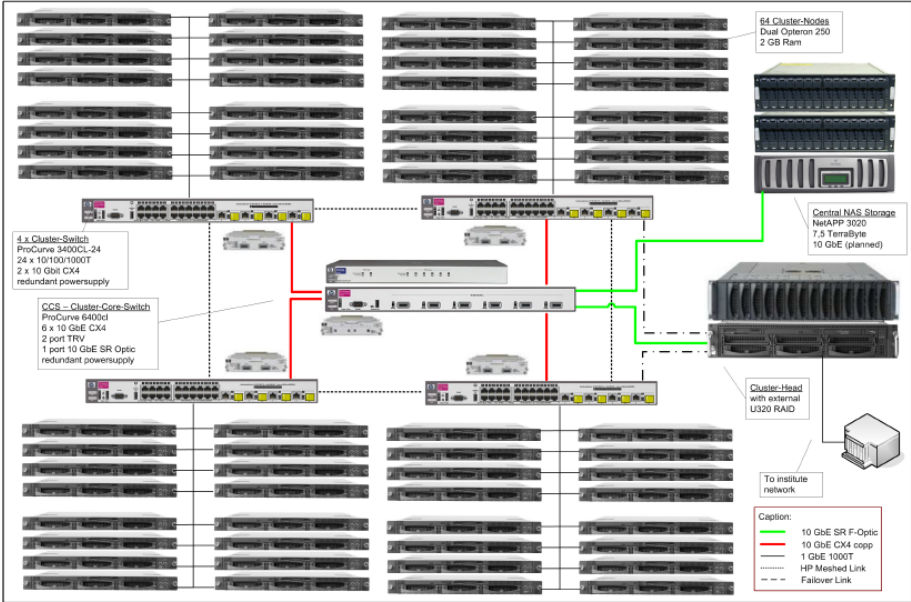 64 Cluster-Nodes
Dual Opteron 250
2 GB Ram
4 x Cluster-Switch
ProCurve 3400CL-24
24 x 10/100/1000T
2 x 10 Gbit CX4
redundant powersupply
Central NAS Storage
NetAPP 3020
7,5 TerraByte
10 GbE (planned)
CCS – Cluster-Core-Switch
ProCurve 6400cl
6 x 10 GbE CX4
2 port TRV
1 port 10 GbE SR Optic
redundant powersupply
Cluster-Head
with external
U320 RAID
To institute
network
Caption:
10 GbE SR F-Optic
10 GbE CX4 copp
1 GbE 1000T
HP Meshed Link
Failover Link